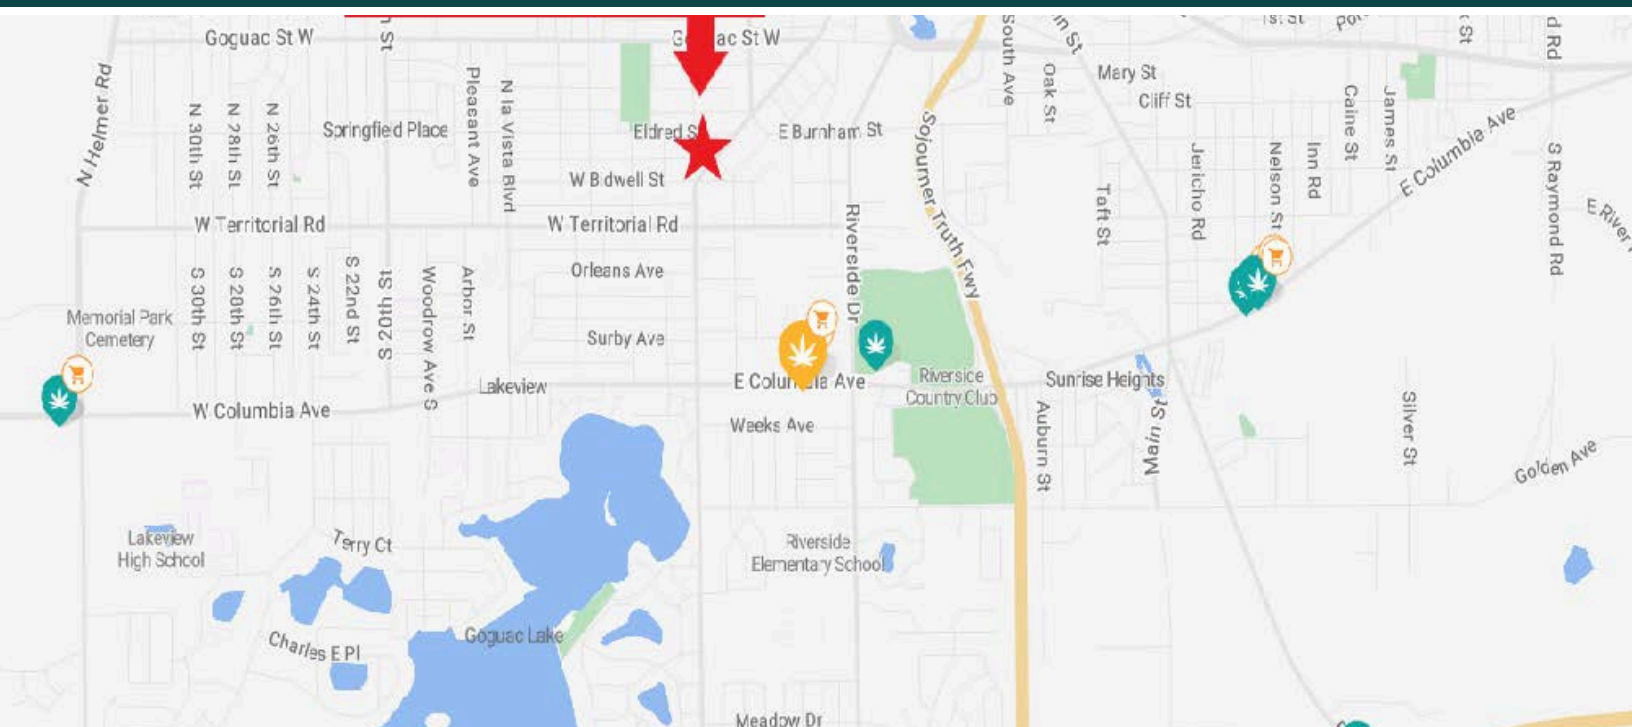 Goguac St W
Goguac St W
N Helmer Rd
N 30th St
N 28th St
N 26th St
Springfield Place
Pleasant Ave
N la Vista Blvd
Eldred St
E Burnham St
W Bidwell St
W Territorial Rd
W Territorial Rd
Orleans Ave
Surby Ave
S 30th St
S 28th St
S 26th St
S 24th St
S 22nd St
S 20th St
Woodrow Ave S
Arbor St
Memorial Park
Cemetery
Lakeview
W Columbia Ave
E Columbia Ave
Weeks Ave
Riverside Dr
Riverside
Country Club
Sojourner Truth Fwy
South Ave
Oak St
Mary St
Cliff St
Caine St
James St
E Columbia Ave
Jericho Rd
Taft St
Nelson St
Inn Rd
S Raymond Rd
E River
Sunrise Heights
Main St
Auburn St
Silver St
Golden Ave
Lakeview
High School
Terry Ct
Charles E Pl
Goguac Lake
Riverside
Elementary School
Meadow Dr